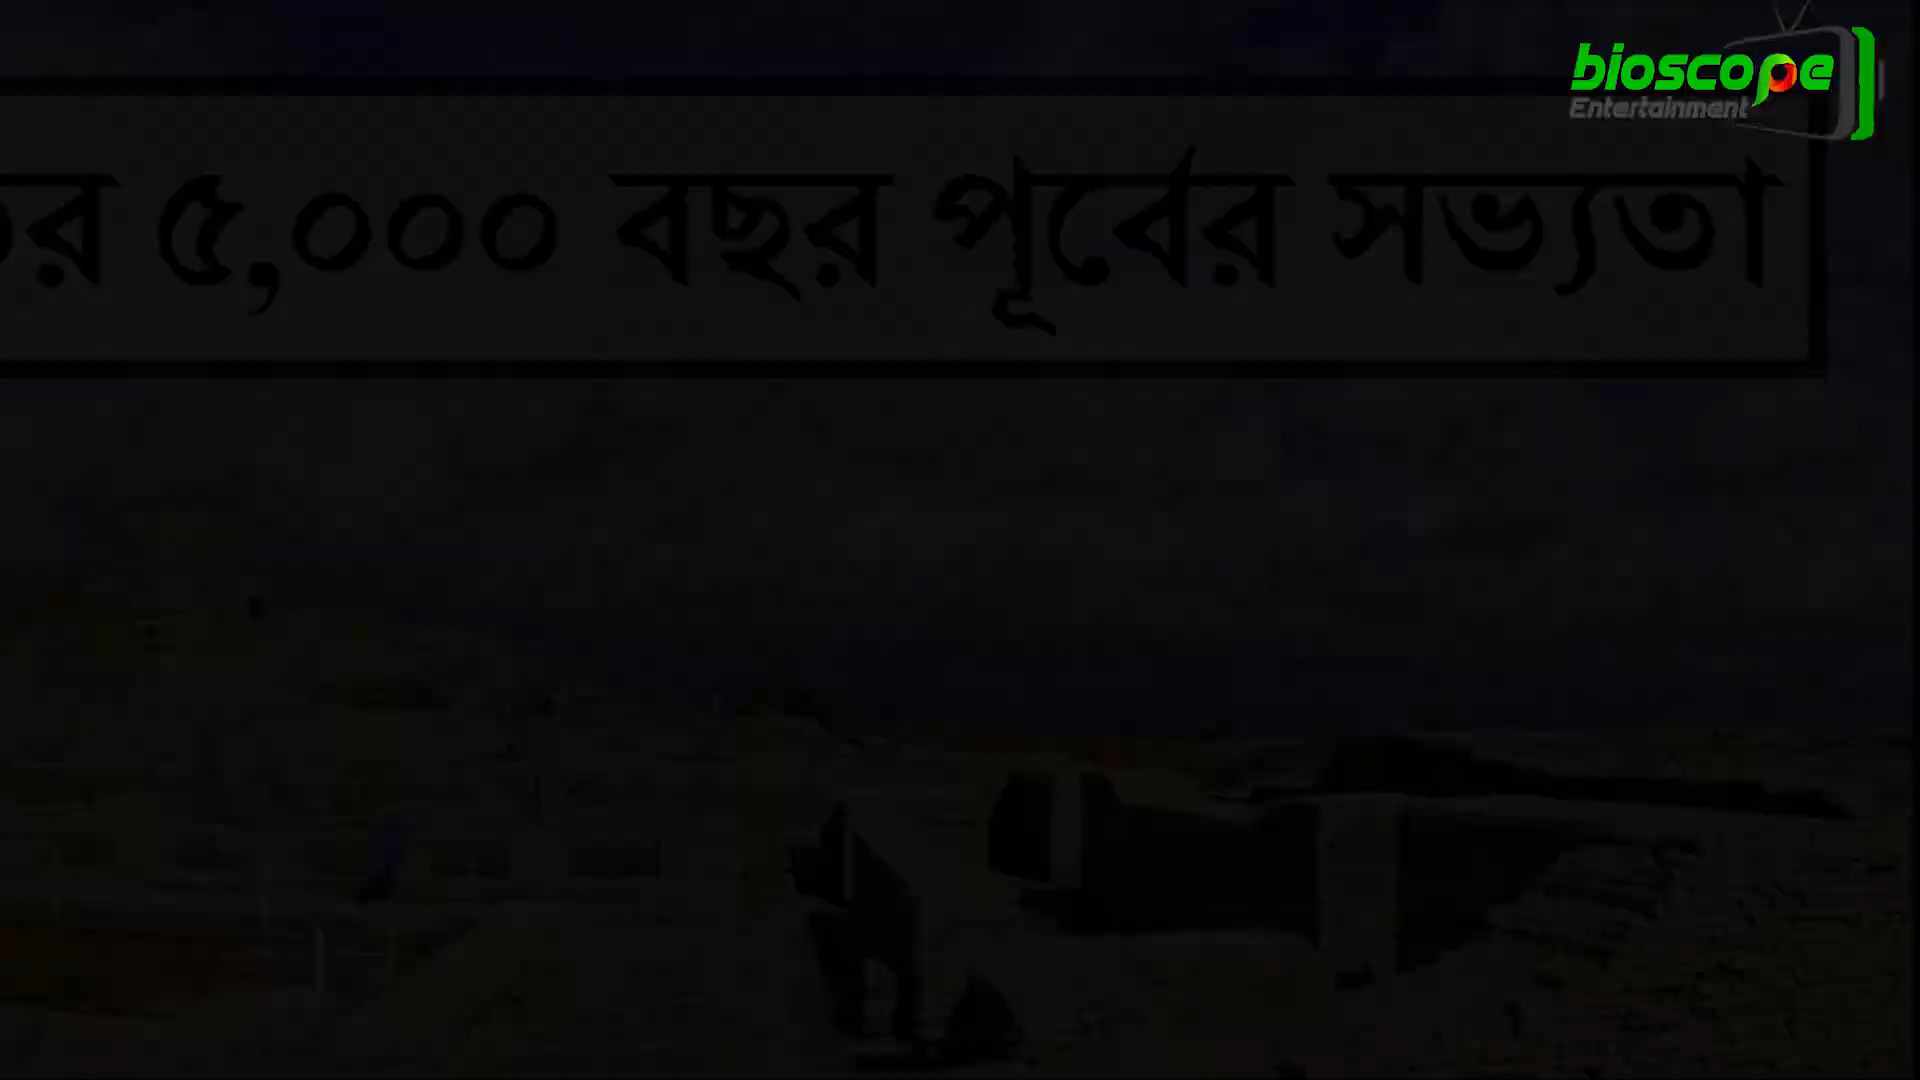 bioscope
Entertainment
৫,০০০ বছর পূর্বের সভ্যতা